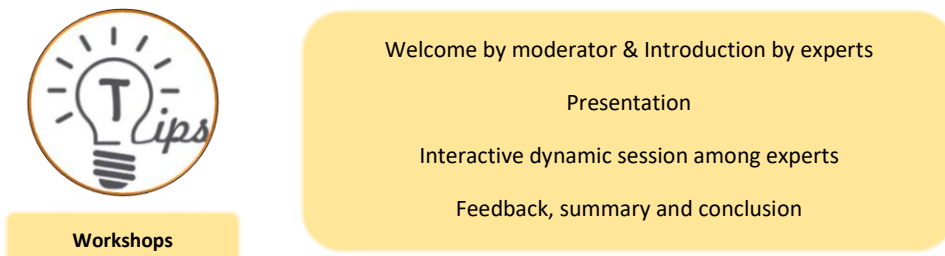 Tips
Workshops
Welcome by moderator & Introduction by experts
Presentation
Interactive dynamic session among experts
Feedback, summary and conclusion